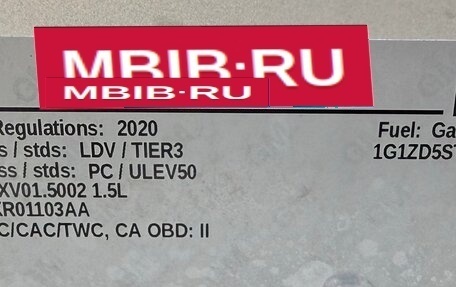 MBIB·RU
MBIB·RU
Regulations: 2020
Fuel: Ga
s / stds: LDV / TIER3
1G1ZD5ST
ss / stds: PC / ULEV50
XV01.5002 1.5L
R01103AA
C/CAC/TWC, CA OBD: II